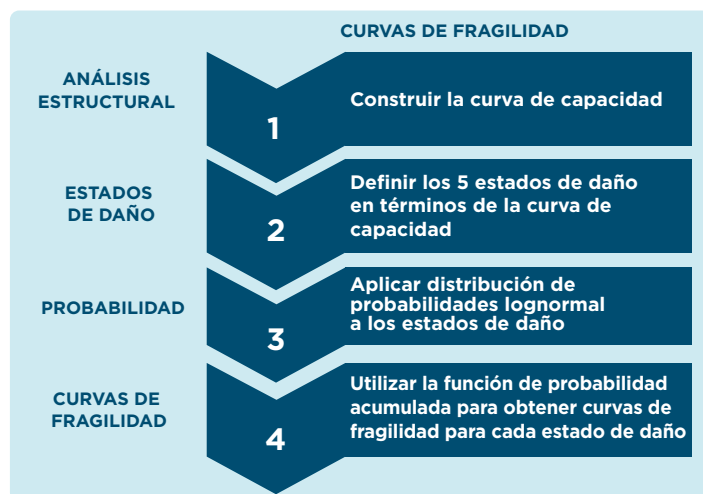 CURVAS DE FRAGILIDAD
ANÁLISIS
ESTRUCTURAL
1
Construir la curva de capacidad
ESTADOS
DE DAÑO
2
Definir los 5 estados de daño
en términos de la curva de
capacidad
PROBABILIDAD
3
Aplicar distribución de
probabilidades lognormal
a los estados de daño
CURVAS DE
FRAGILIDAD
4
Utilizar la función de probabilidad
acumulada para obtener curvas de
fragilidad para cada estado de daño